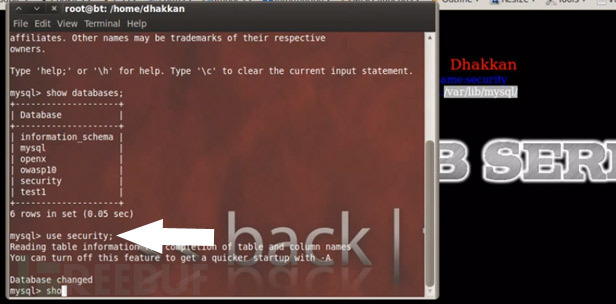 root@bt: /home/dhakkan
File Edit View Terminal Help
affiliates. Other names may be trademarks of their respective
owners.
Type 'help;' or '\h' for help. Type '\c' to clear the current input statement.
mysql> show databases;
+--------------------+
| Database           |
+--------------------+
| information_schema |
| mysql              |
| openx              |
| owasp10            |
| security           |
| test1              |
+--------------------+
6 rows in set (0.05 sec)
mysql> use security;
Reading table information for completion of table and column names
You can turn off this feature to get a quicker startup with -A
Database changed
mysql> sho
back |
Dhakkan
ame:security
/var/lib/mysql/
B SERI